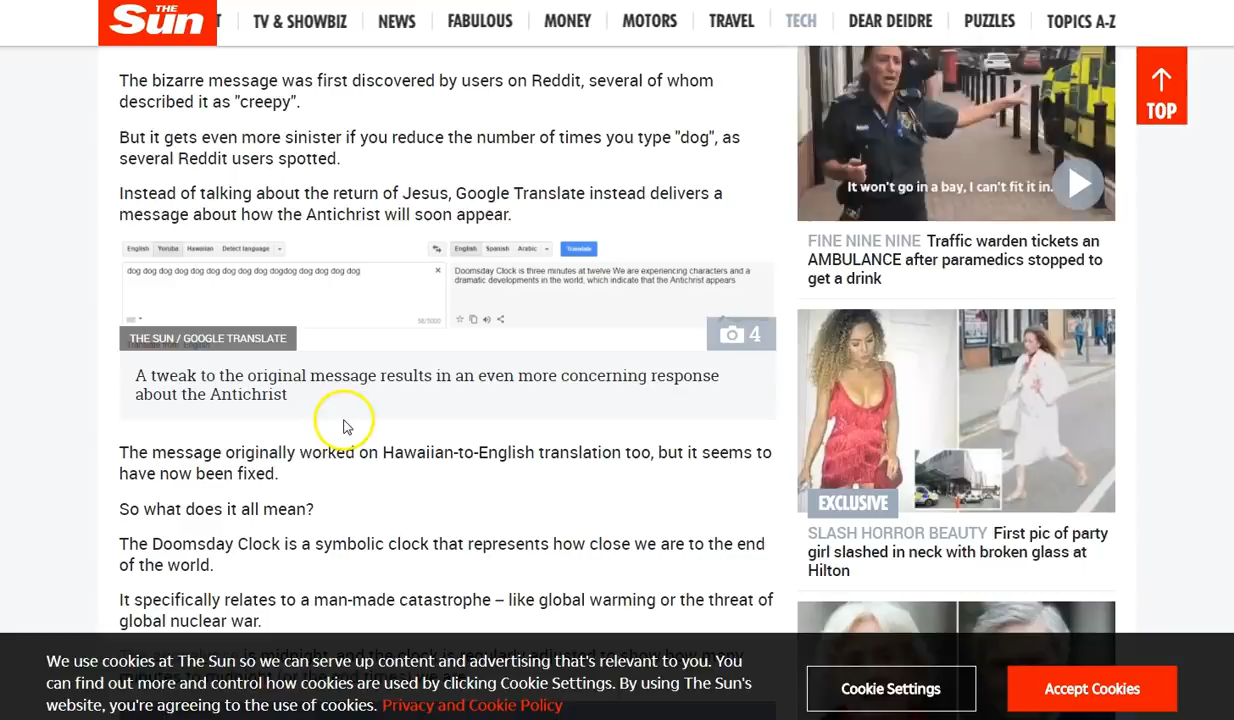 THE
Sun
TV & SHOWBIZ
NEWS
FABULOUS
MONEY
MOTORS
TRAVEL
TECH
DEAR DEIDRE
PUZZLES
TOPICS A-Z
The bizarre message was first discovered by users on Reddit, several of whom
described it as "creepy".
But it gets even more sinister if you reduce the number of times you type "dog", as
several Reddit users spotted.
Instead of talking about the return of Jesus, Google Translate instead delivers a
message about how the Antichrist will soon appear.
English Yoruba Hawaiian Detect language
English Spanish Arabic Translate
dog dog dog dog dog dog dog dog dog dog dogdog dog dog dog dog
Doomsday Clock is three minutes at twelve We are experiencing characters and a
dramatic developments in the world, which indicate that the Antichrist appears
THE SUN / GOOGLE TRANSLATE
4
A tweak to the original message results in an even more concerning response
about the Antichrist
The message originally worked on Hawaiian-to-English translation too, but it seems to
have now been fixed.
So what does it all mean?
The Doomsday Clock is a symbolic clock that represents how close we are to the end
of the world.
It specifically relates to a man-made catastrophe – like global warming or the threat of
global nuclear war.
It won't go in a bay, I can't fit it in.
FINE NINE NINE Traffic warden tickets an
AMBULANCE after paramedics stopped to
get a drink
EXCLUSIVE
SLASH HORROR BEAUTY First pic of party
girl slashed in neck with broken glass at
Hilton
TOP
We use cookies at The Sun so we can serve up content and advertising that's relevant to you. You
can find out more and control how cookies are used by clicking Cookie Settings. By using The Sun's
website, you're agreeing to the use of cookies. Privacy and Cookie Policy
Cookie Settings
Accept Cookies